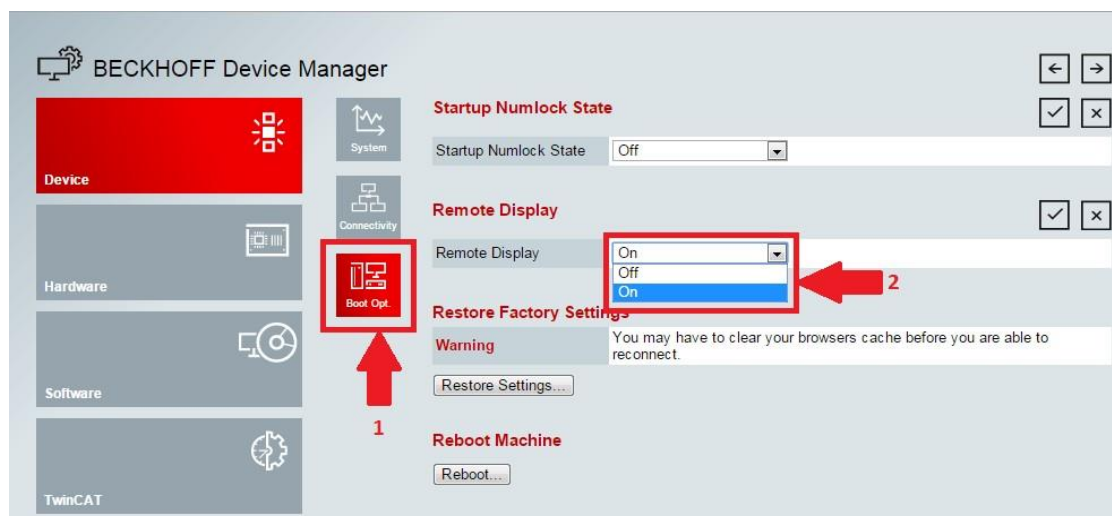 BECKHOFF Device Manager
Device
Hardware
Software
TwinCAT
System
Connectivity
Boot Opt.
1
Startup Numlock State
Startup Numlock State Off
Remote Display
Remote Display On
Off
On
2
Restore Factory Settings
Warning You may have to clear your browsers cache before you are able to
reconnect.
Restore Settings...
Reboot Machine
Reboot...